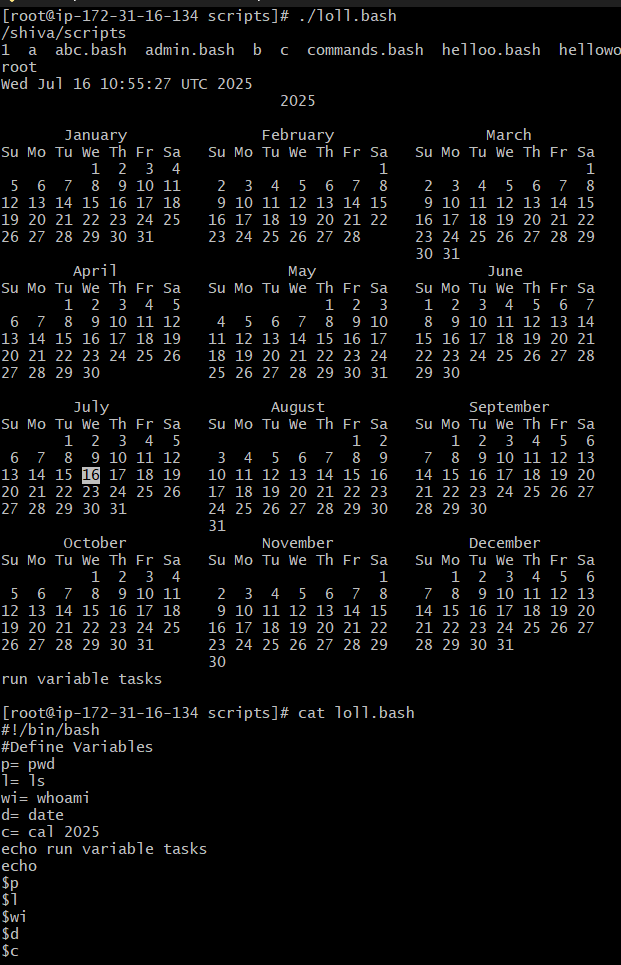 [root@ip-172-31-16-134 scripts]# ./loll.bash
/shiva/scripts
1  a  abc.bash  admin.bash  b  c  commands.bash  helloo.bash  hellowo
root
Wed Jul 16 10:55:27 UTC 2025
                               2025

       January               February                 March
Su Mo Tu We Th Fr Sa   Su Mo Tu We Th Fr Sa   Su Mo Tu We Th Fr Sa
          1  2  3  4                      1                      1
 5  6  7  8  9 10 11    2  3  4  5  6  7  8    2  3  4  5  6  7  8
12 13 14 15 16 17 18    9 10 11 12 13 14 15    9 10 11 12 13 14 15
19 20 21 22 23 24 25   16 17 18 19 20 21 22   16 17 18 19 20 21 22
26 27 28 29 30 31      23 24 25 26 27 28      23 24 25 26 27 28 29
                                              30 31
        April                   May                   June
Su Mo Tu We Th Fr Sa   Su Mo Tu We Th Fr Sa   Su Mo Tu We Th Fr Sa
       1  2  3  4  5                1  2  3    1  2  3  4  5  6  7
 6  7  8  9 10 11 12    4  5  6  7  8  9 10    8  9 10 11 12 13 14
13 14 15 16 17 18 19   11 12 13 14 15 16 17   15 16 17 18 19 20 21
20 21 22 23 24 25 26   18 19 20 21 22 23 24   22 23 24 25 26 27 28
27 28 29 30            25 26 27 28 29 30 31   29 30

        July                  August                September
Su Mo Tu We Th Fr Sa   Su Mo Tu We Th Fr Sa   Su Mo Tu We Th Fr Sa
       1  2  3  4  5                   1  2       1  2  3  4  5  6
 6  7  8  9 10 11 12    3  4  5  6  7  8  9    7  8  9 10 11 12 13
13 14 15 16 17 18 19   10 11 12 13 14 15 16   14 15 16 17 18 19 20
20 21 22 23 24 25 26   17 18 19 20 21 22 23   21 22 23 24 25 26 27
27 28 29 30 31         24 25 26 27 28 29 30   28 29 30
                       31
       October               November               December
Su Mo Tu We Th Fr Sa   Su Mo Tu We Th Fr Sa   Su Mo Tu We Th Fr Sa
          1  2  3  4                      1       1  2  3  4  5  6
 5  6  7  8  9 10 11    2  3  4  5  6  7  8    7  8  9 10 11 12 13
12 13 14 15 16 17 18    9 10 11 12 13 14 15   14 15 16 17 18 19 20
19 20 21 22 23 24 25   16 17 18 19 20 21 22   21 22 23 24 25 26 27
26 27 28 29 30 31      23 24 25 26 27 28 29   28 29 30 31
                       30
run variable tasks

[root@ip-172-31-16-134 scripts]# cat loll.bash
#!/bin/bash
#Define Variables
p= pwd
l= ls
wi= whoami
d= date
c= cal 2025
echo run variable tasks
echo
$p
$l
$wi
$d
$c